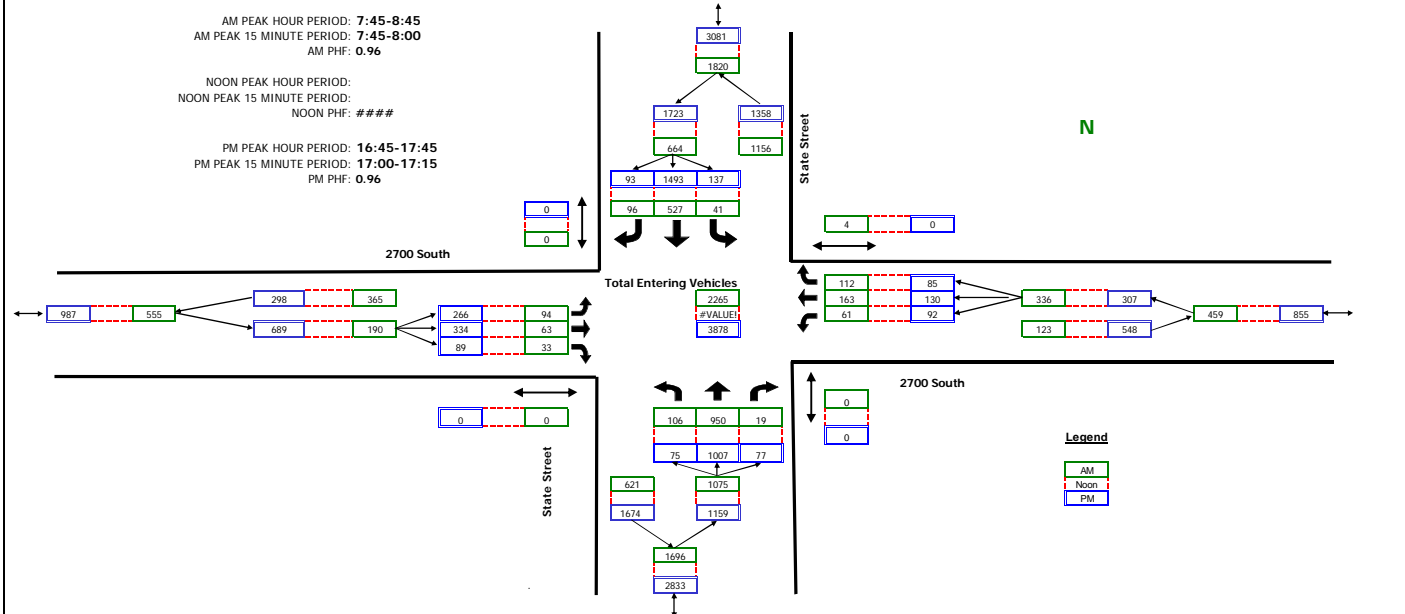 AM PEAK HOUR PERIOD: 7:45-8:45
AM PEAK 15 MINUTE PERIOD: 7:45-8:00
AM PHF: 0.96
NOON PEAK HOUR PERIOD:
NOON PEAK 15 MINUTE PERIOD:
NOON PHF: ####
PM PEAK HOUR PERIOD: 16:45-17:45
PM PEAK 15 MINUTE PERIOD: 17:00-17:15
PM PHF: 0.96
3081
1820
1723 1358
664 1156
93 1493 137
96 527 41
State Street
N
0
0
4 0
2700 South
Total Entering Vehicles
2265
#VALUE!
3878
987 555
298 365
689 190
266 94
334 63
89 33
112 85
163 130
61 92
336 307
123 548
459 855
2700 South
0 0
0
0
State Street
106 950 19
75 1007 77
621 1075
1674 1159
1696
2833
Legend
AM
Noon
PM